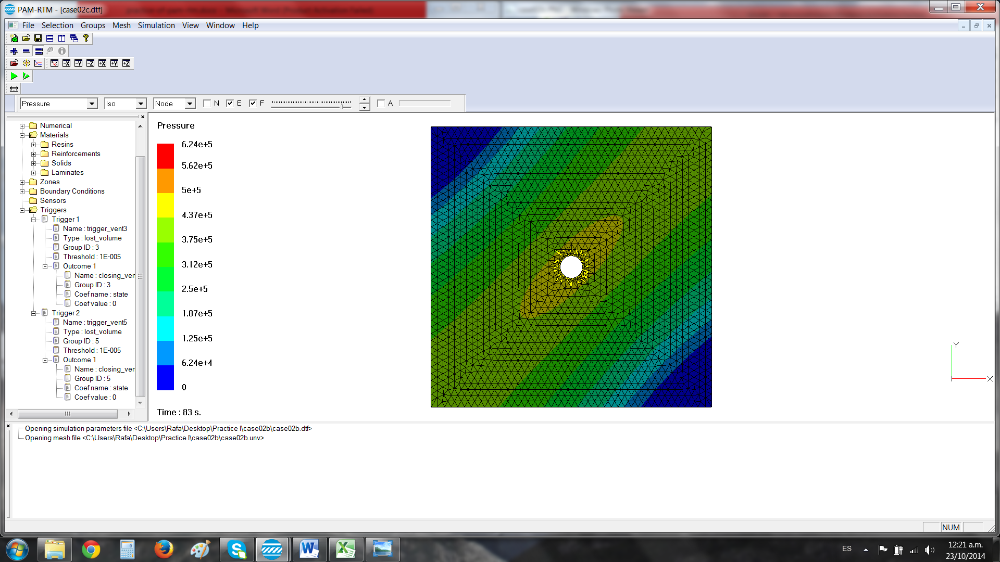 PAM-RTM - [case02c.dtf]
File Selection Groups Mesh Simulation View Window Help
Pressure Iso Node N E F A
Numerical
Materials
Resins
Reinforcements
Solids
Laminates
Zones
Boundary Conditions
Sensors
Triggers
Trigger 1
Name : trigger_vent3
Type : lost_volume
Group ID : 3
Threshold : 1E-005
Outcome 1
Name : closing_ven
Group ID : 3
Coef name : state
Coef value : 0
Trigger 2
Name : trigger_vent5
Type : lost_volume
Group ID : 5
Threshold : 1E-005
Outcome 1
Name : closing_ven
Group ID : 5
Coef name : state
Coef value : 0
Pressure
6.24e+5
5.62e+5
5e+5
4.37e+5
3.75e+5
3.12e+5
2.5e+5
1.87e+5
1.25e+5
6.24e+4
0
Time : 83 s.
Y
X
Opening simulation parameters file <C:\Users\Rafa\Desktop\Practice I\case02b\case02b.dtf>
Opening mesh file <C:\Users\Rafa\Desktop\Practice I\case02b\case02b.unv>
NUM
ES
12:21 a.m.
23/10/2014